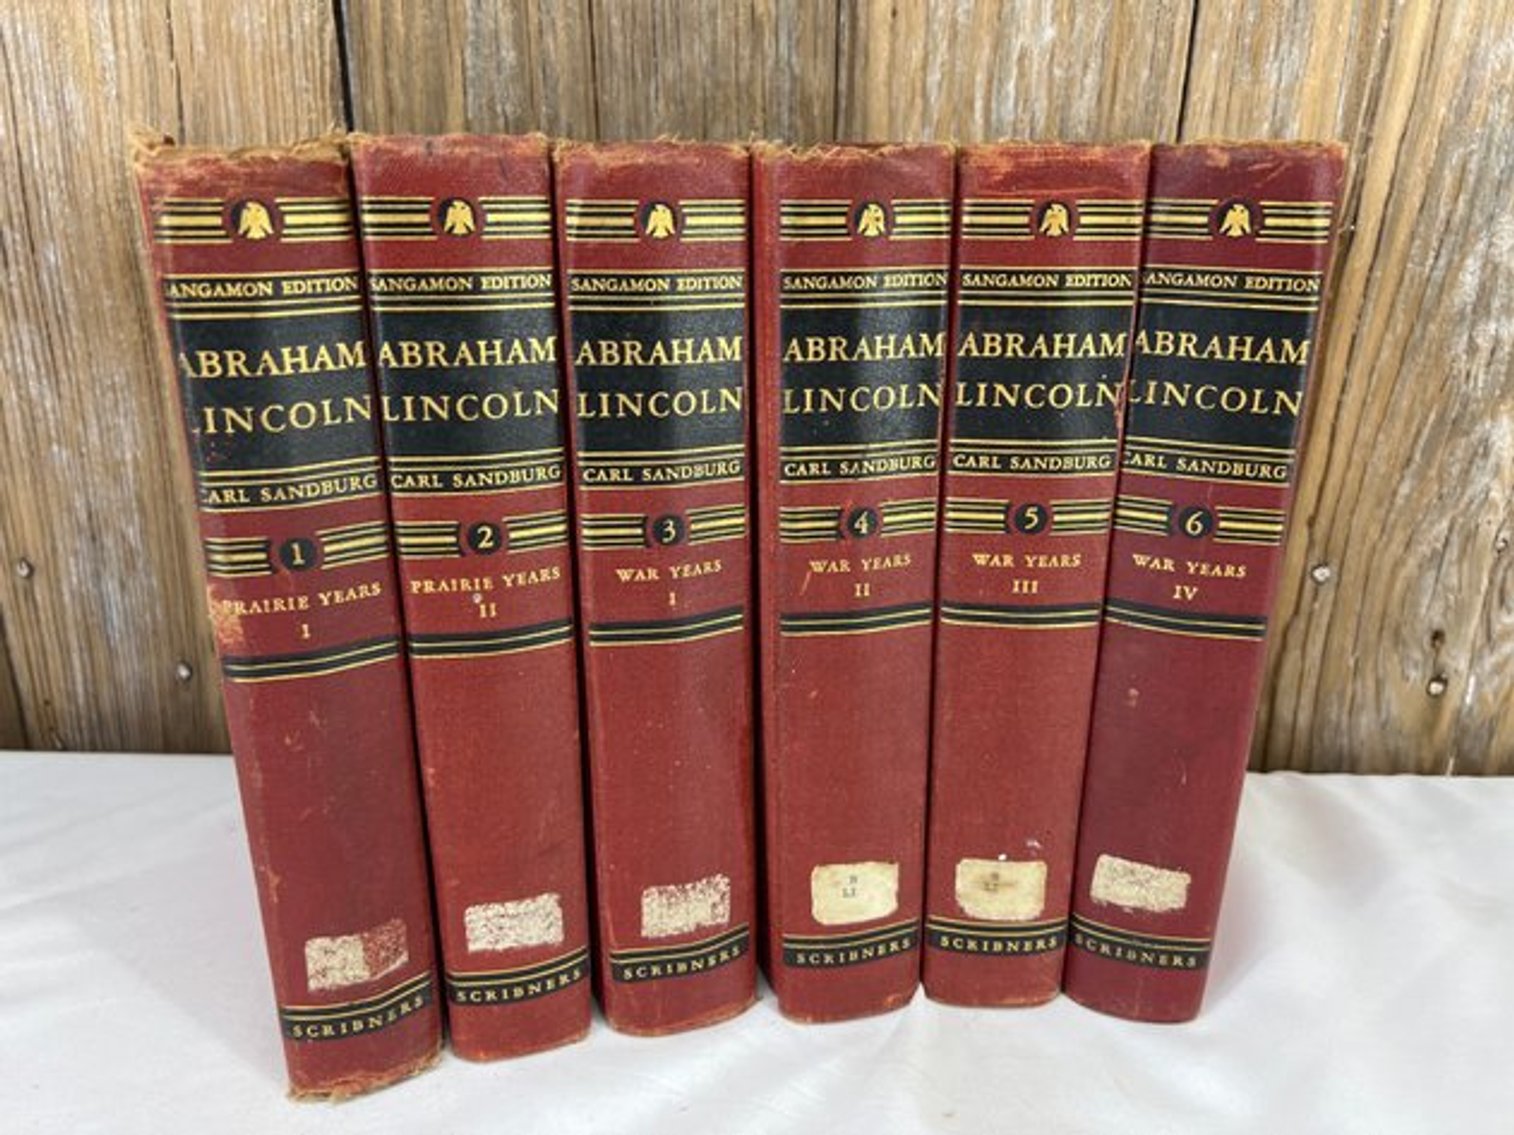 SANGAMON EDITION
ABRAHAM
LINCOLN
CARL SANDBURG
1
PRAIRIE YEARS
I
SCRIBNERS
SANGAMON EDITION
ABRAHAM
LINCOLN
CARL SANDBURG
2
PRAIRIE YEARS
II
SCRIBNERS
SANGAMON EDITION
ABRAHAM
LINCOLN
CARL SANDBURG
3
WAR YEARS
I
SCRIBNERS
SANGAMON EDITION
ABRAHAM
LINCOLN
CARL SANDBURG
4
WAR YEARS
II
SCRIBNERS
SANGAMON EDITION
ABRAHAM
LINCOLN
CARL SANDBURG
5
WAR YEARS
III
SCRIBNERS
SANGAMON EDITION
ABRAHAM
LINCOLN
CARL SANDBURG
6
WAR YEARS
IV
SCRIBNERS